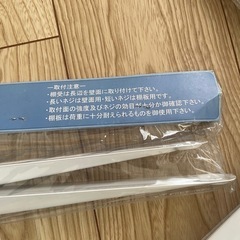 ー取付注意ー
・棚受は長辺を壁面に取り付けて下さい。
・長いネジは壁面用・短いネジは棚板用です。
・取付面の強度及びネジの効目が十分か御確認下さい。
・棚板は荷重に十分耐えられるものを御使用下さい。